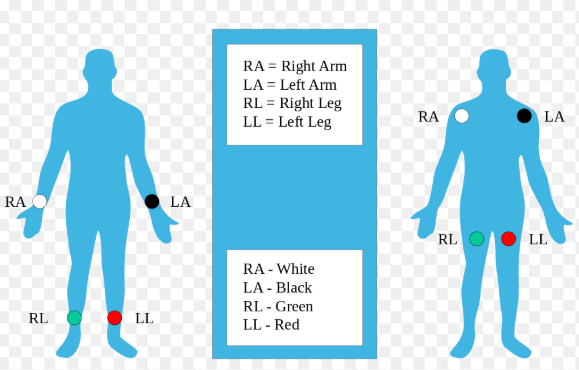 RA = Right Arm
LA = Left Arm
RL = Right Leg
LL = Left Leg
RA
LA
RA
LA
RL
LL
RL
LL
RA - White
LA - Black
RL - Green
LL - Red